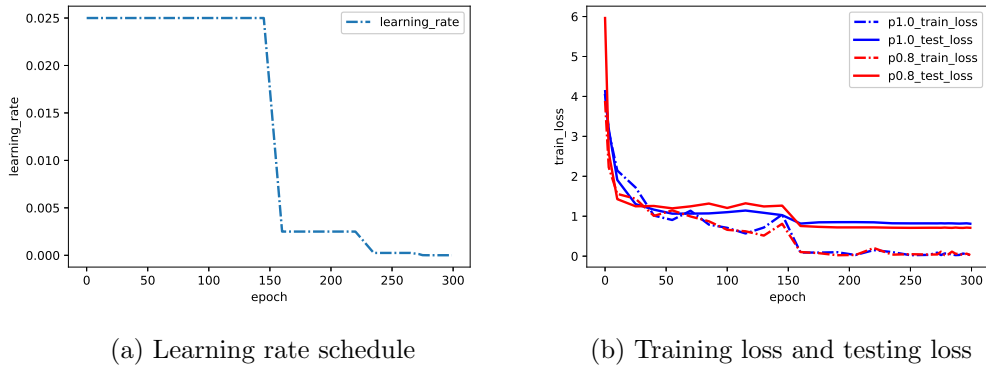 learning_rate
0.025
0.020
0.015
0.010
0.005
0.000
learning_rate
0 50 100 150 200 250 300
epoch
(a) Learning rate schedule
p1.0_train_loss
p1.0_test_loss
p0.8_train_loss
p0.8_test_loss
6
5
4
3
2
1
0
train_loss
0 50 100 150 200 250 300
epoch
(b) Training loss and testing loss